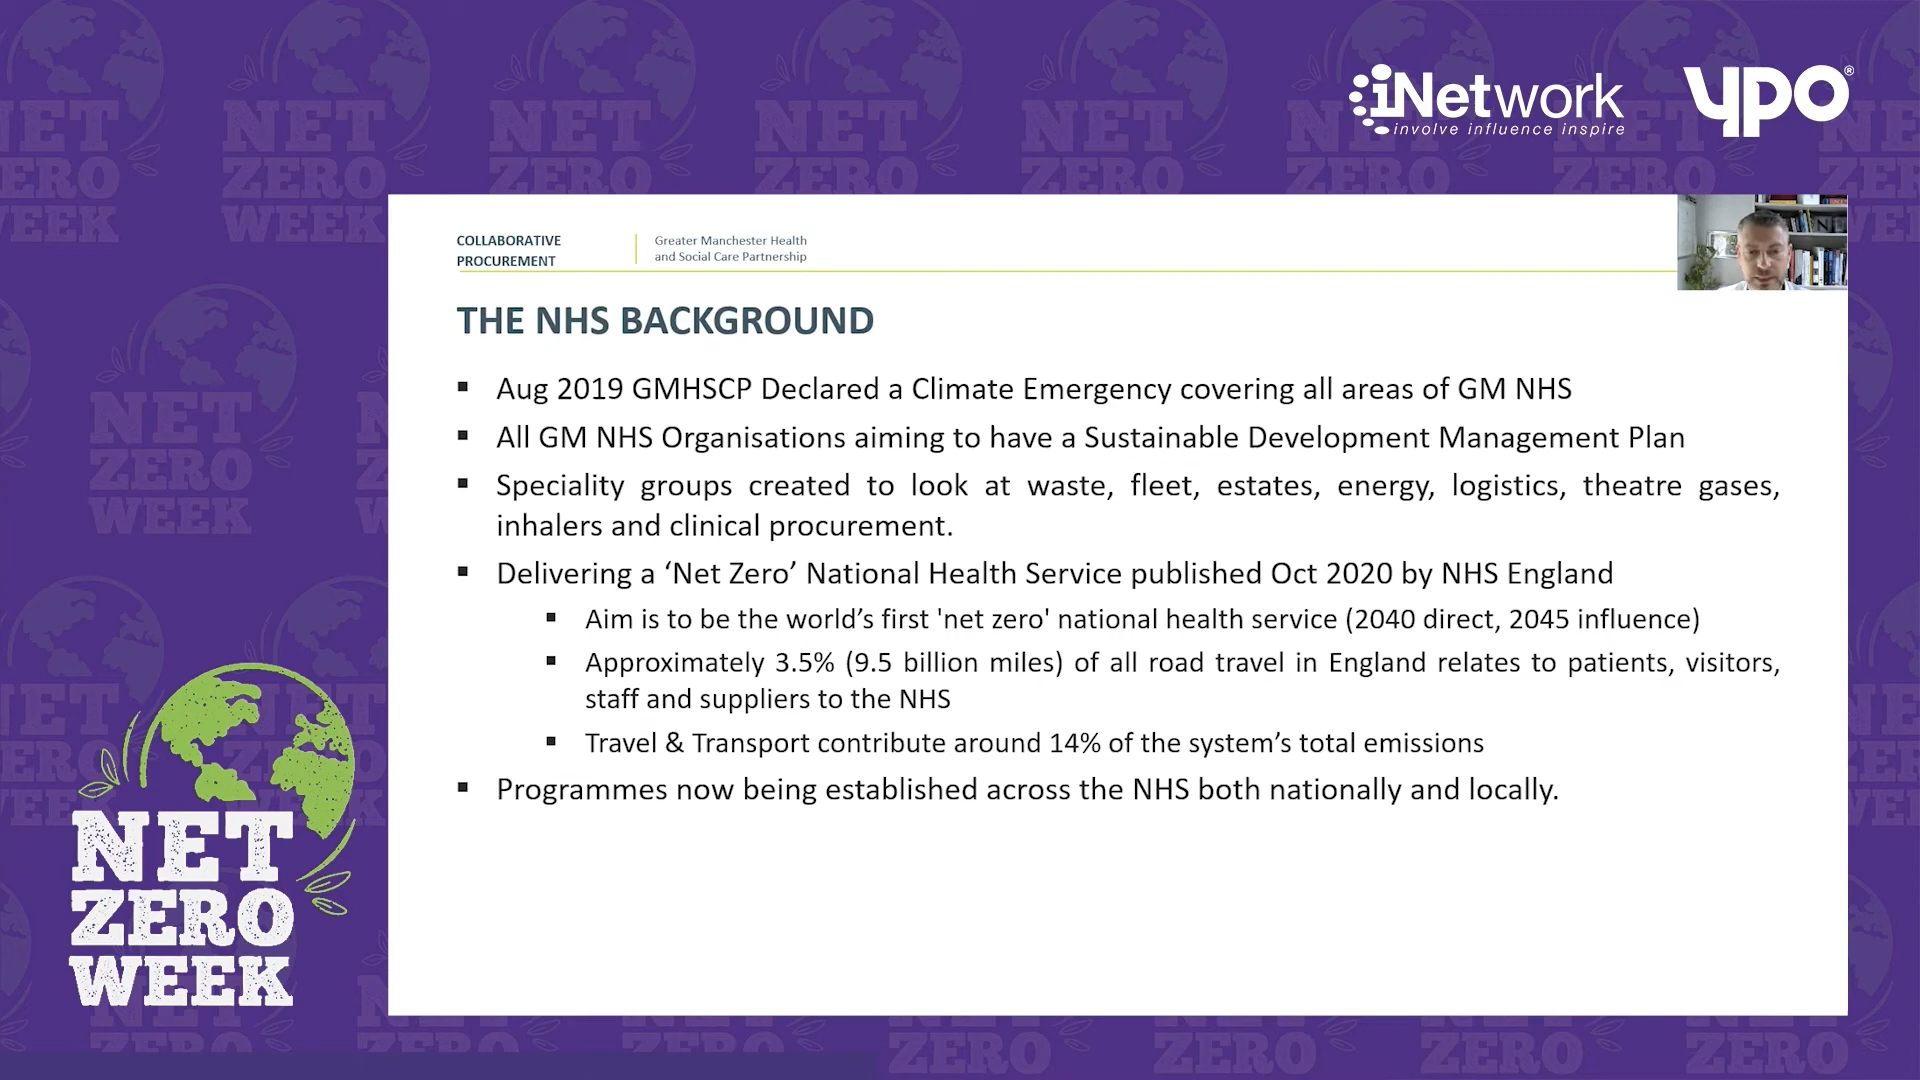 iNetwork
involve influence inspire
YPO®
COLLABORATIVE
PROCUREMENT
Greater Manchester Health
and Social Care Partnership
THE NHS BACKGROUND
▪ Aug 2019 GMHSCP Declared a Climate Emergency covering all areas of GM NHS
▪ All GM NHS Organisations aiming to have a Sustainable Development Management Plan
▪ Speciality groups created to look at waste, fleet, estates, energy, logistics, theatre gases,
inhalers and clinical procurement.
▪ Delivering a ‘Net Zero’ National Health Service published Oct 2020 by NHS England
▪ Aim is to be the world’s first 'net zero' national health service (2040 direct, 2045 influence)
▪ Approximately 3.5% (9.5 billion miles) of all road travel in England relates to patients, visitors,
staff and suppliers to the NHS
▪ Travel & Transport contribute around 14% of the system’s total emissions
▪ Programmes now being established across the NHS both nationally and locally.
NET
ZERO
WEEK